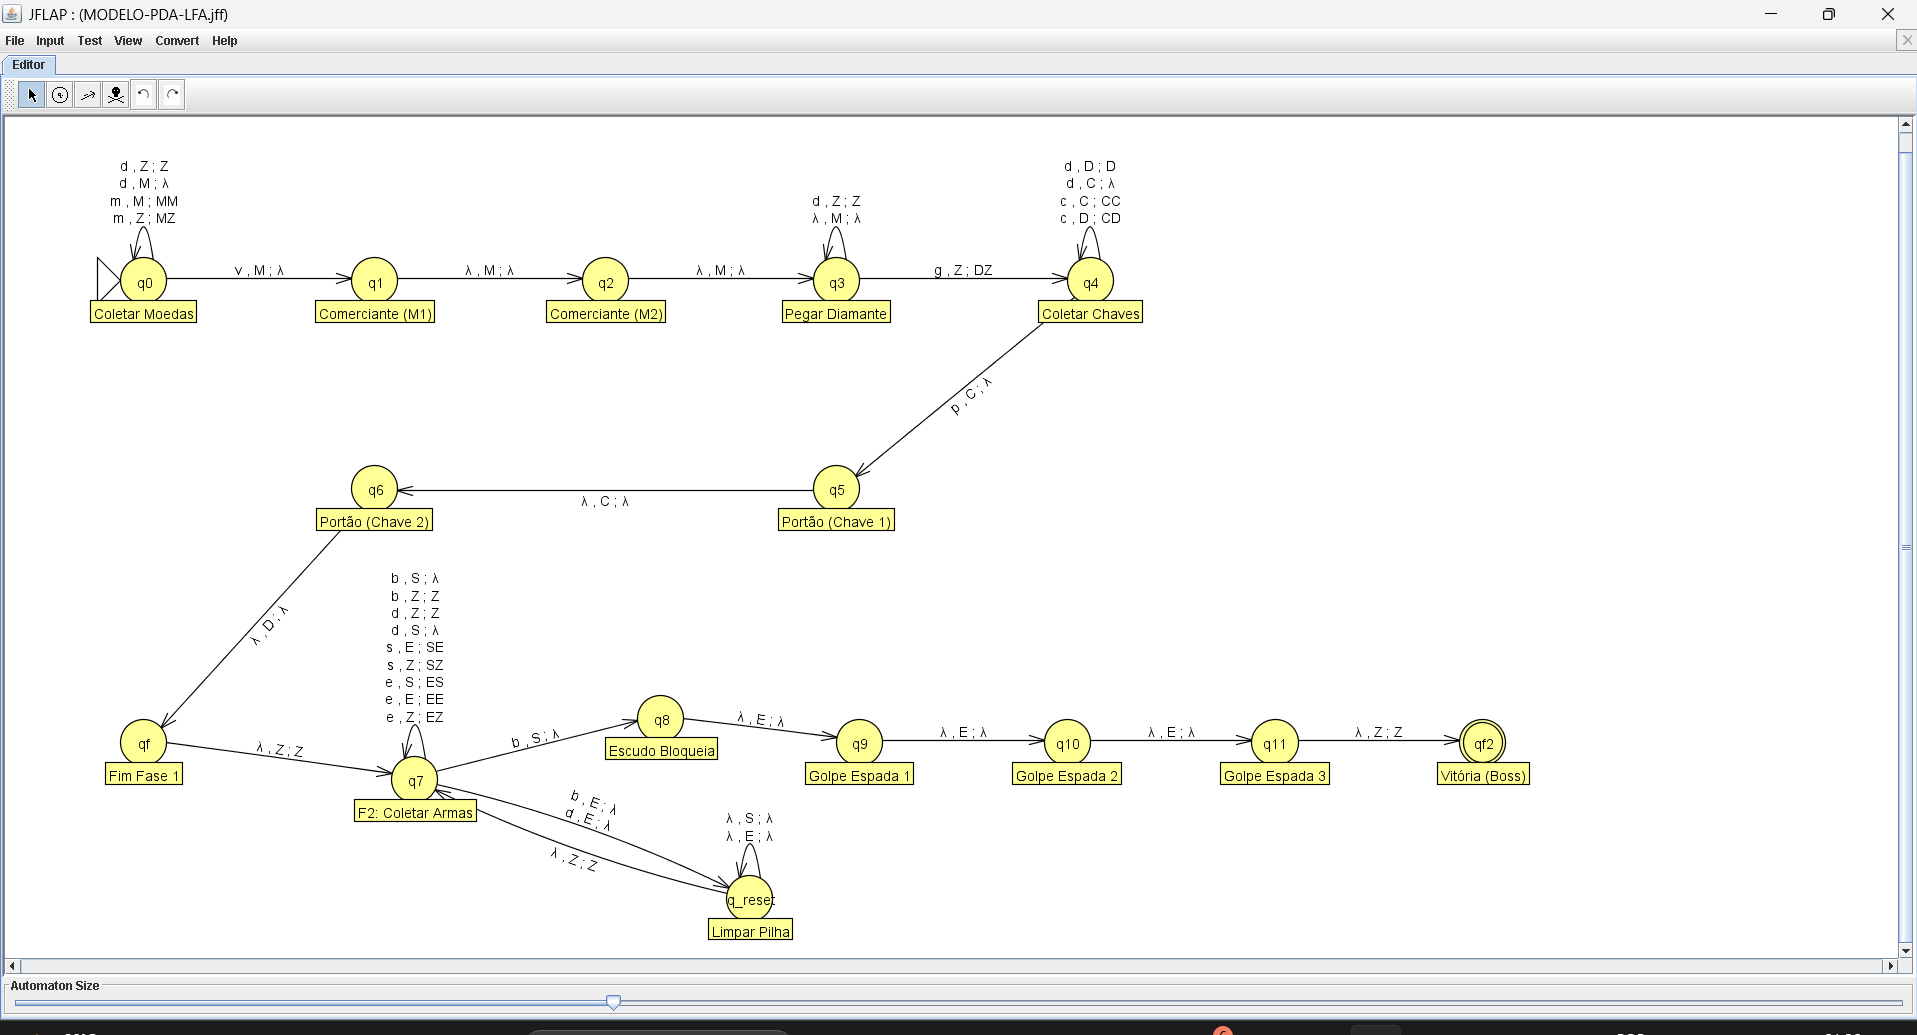 JFLAP : (MODELO-PDA-LFA.jff)
File Input Test View Convert Help
Editor
d , Z ; Z
d , M ; λ
m , M ; MM
m , Z ; MZ
d , Z ; Z
λ , M ; λ
d , D ; D
d , C ; λ
c , C ; CC
c , D ; CD
q0
v , M ; λ
q1
λ , M ; λ
q2
λ , M ; λ
q3
g , Z ; DZ
q4
Coletar Moedas
Comerciante (M1)
Comerciante (M2)
Pegar Diamante
Coletar Chaves
p , C ; λ
q6
λ , C ; λ
q5
Portão (Chave 2)
Portão (Chave 1)
λ , D ; λ
b , S ; λ
b , Z ; Z
d , Z ; Z
d , S ; λ
s , E ; SE
s , Z ; SZ
e , S ; ES
e , E ; EE
e , Z ; EZ
qf
Fim Fase 1
λ , Z ; Z
q7
F2: Coletar Armas
b , S ; λ
q8
Escudo Bloqueia
λ , E ; λ
q9
Golpe Espada 1
λ , E ; λ
q10
Golpe Espada 2
λ , E ; λ
q11
Golpe Espada 3
λ , Z ; Z
qf2
Vitória (Boss)
b , E ; λ
d , E ; λ
λ , Z ; Z
λ , S ; λ
λ , E ; λ
q_reset
Limpar Pilha
Automaton Size